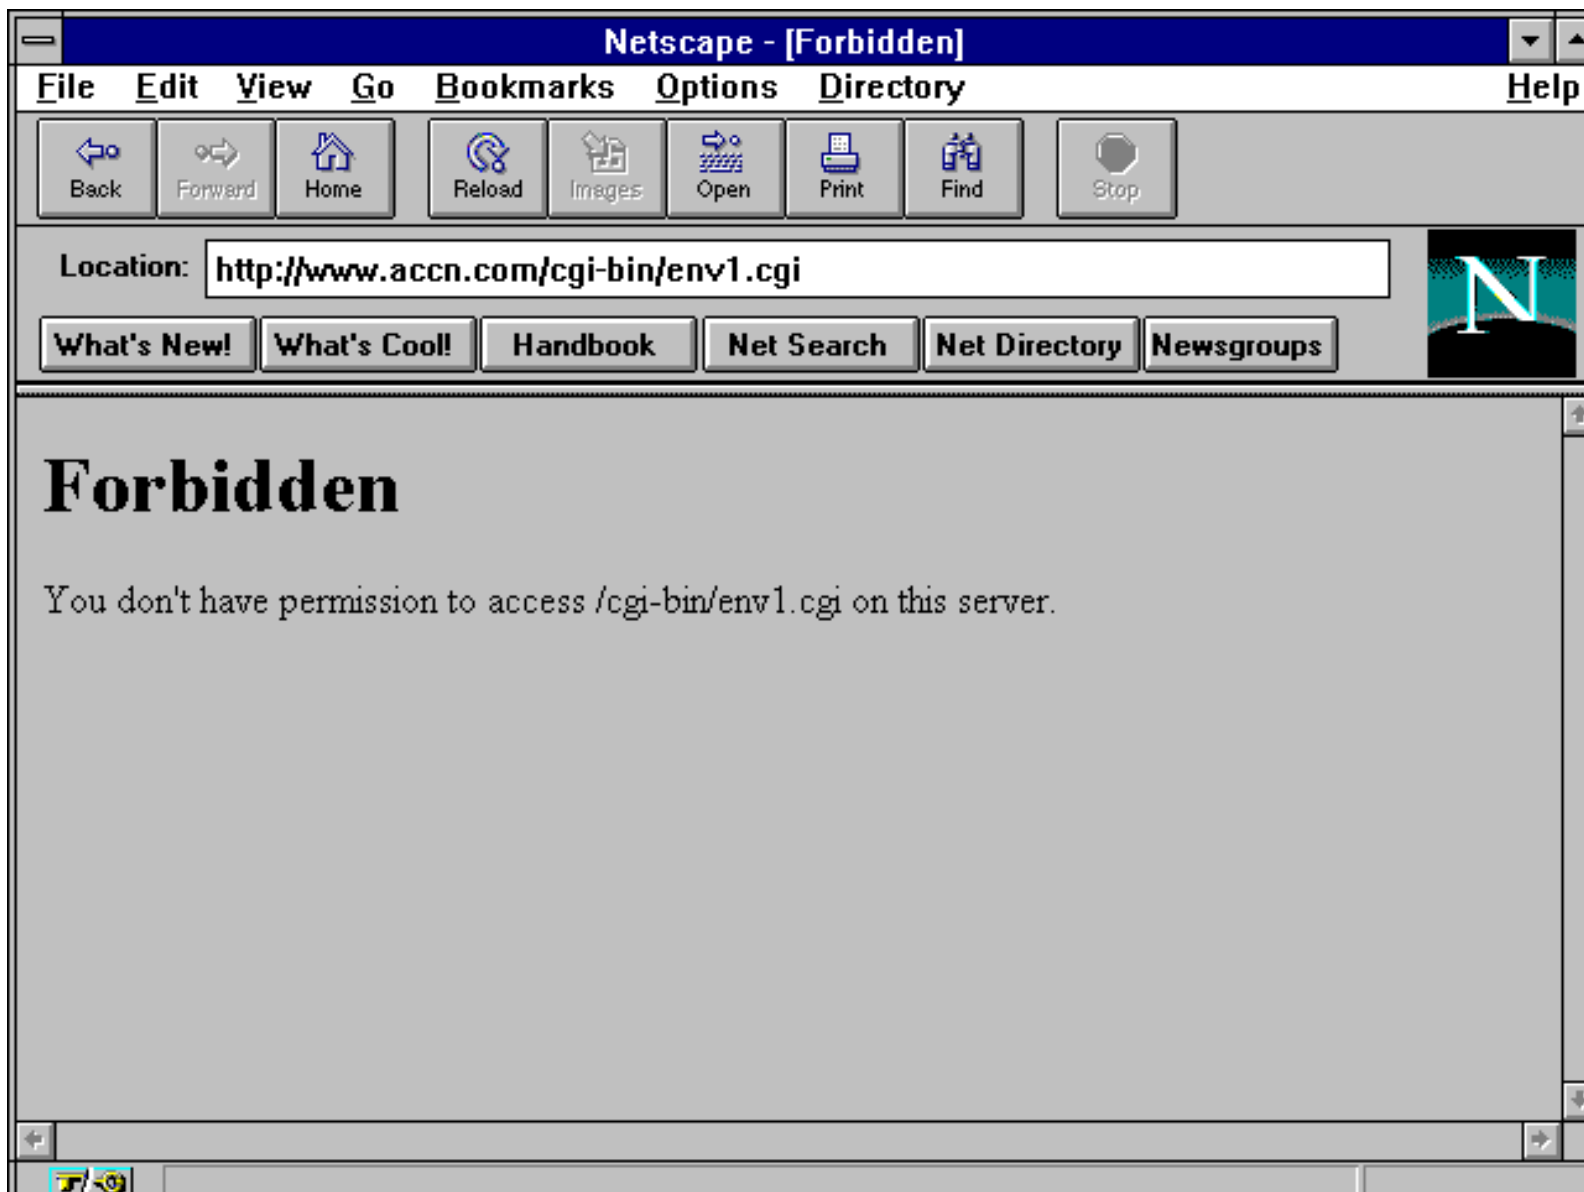 Netscape - [Forbidden]
File Edit View Go Bookmarks Options Directory Help
Back Forward Home Reload Images Open Print Find Stop
Location: http://www.accn.com/cgi-bin/env1.cgi
N
What's New! What's Cool! Handbook Net Search Net Directory Newsgroups
Forbidden
You don't have permission to access /cgi-bin/env1.cgi on this server.